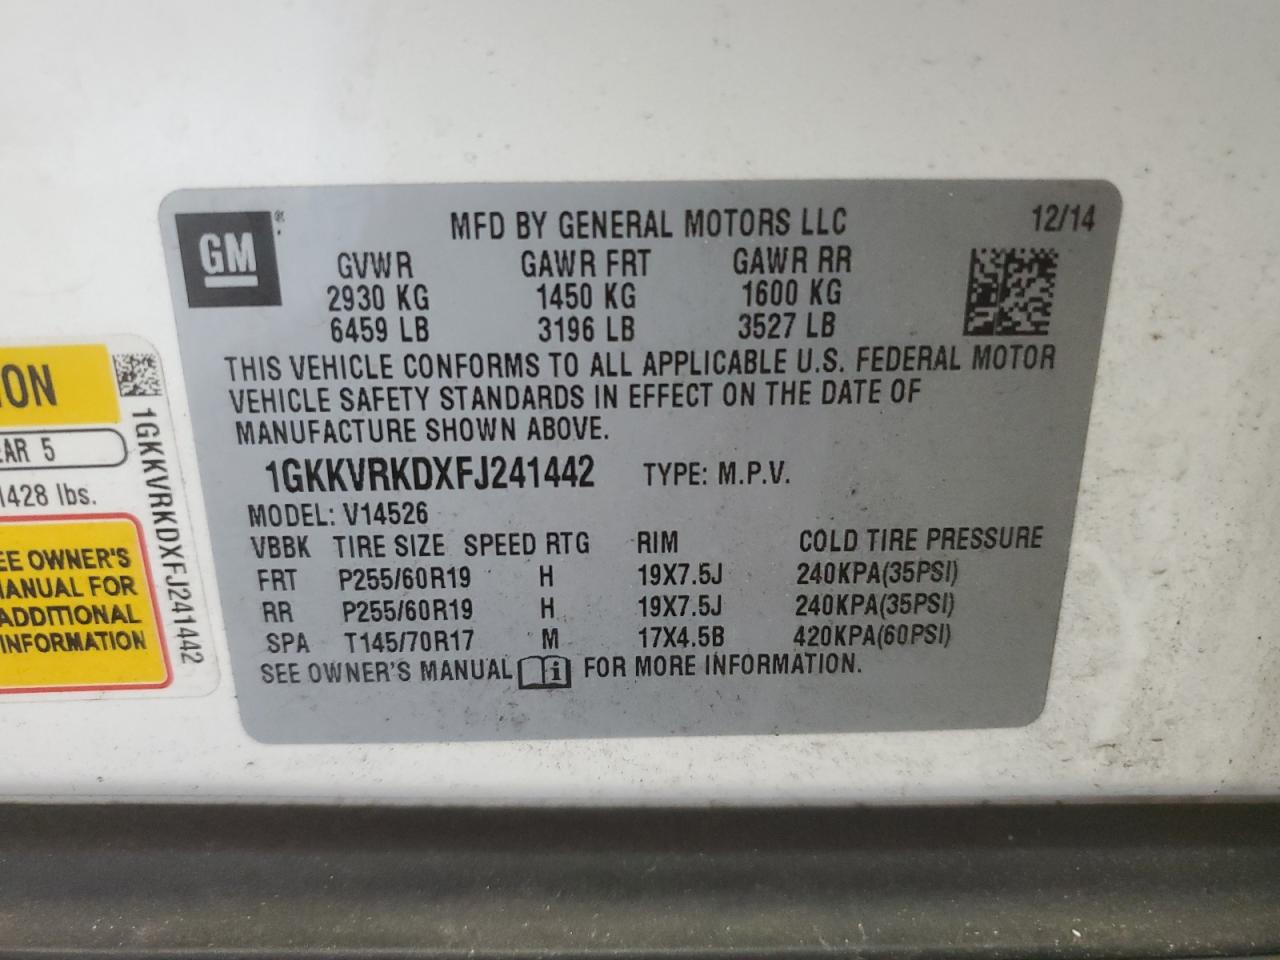 GM
MFD BY GENERAL MOTORS LLC 12/14
GVWR GAWR FRT GAWR RR
2930 KG 1450 KG 1600 KG
6459 LB 3196 LB 3527 LB
THIS VEHICLE CONFORMS TO ALL APPLICABLE U.S. FEDERAL MOTOR
VEHICLE SAFETY STANDARDS IN EFFECT ON THE DATE OF
MANUFACTURE SHOWN ABOVE.
1GKKVRKDXFJ241442 TYPE: M.P.V.
MODEL: V14526
VBBK TIRE SIZE SPEED RTG RIM COLD TIRE PRESSURE
FRT P255/60R19 H 19X7.5J 240KPA(35PSI)
RR P255/60R19 H 19X7.5J 240KPA(35PSI)
SPA T145/70R17 M 17X4.5B 420KPA(60PSI)
SEE OWNER'S MANUAL i FOR MORE INFORMATION.
ION
EAR 5
1428 lbs.
EE OWNER'S
ANUAL FOR
ADDITIONAL
INFORMATION
1GKKVRKDXFJ241442